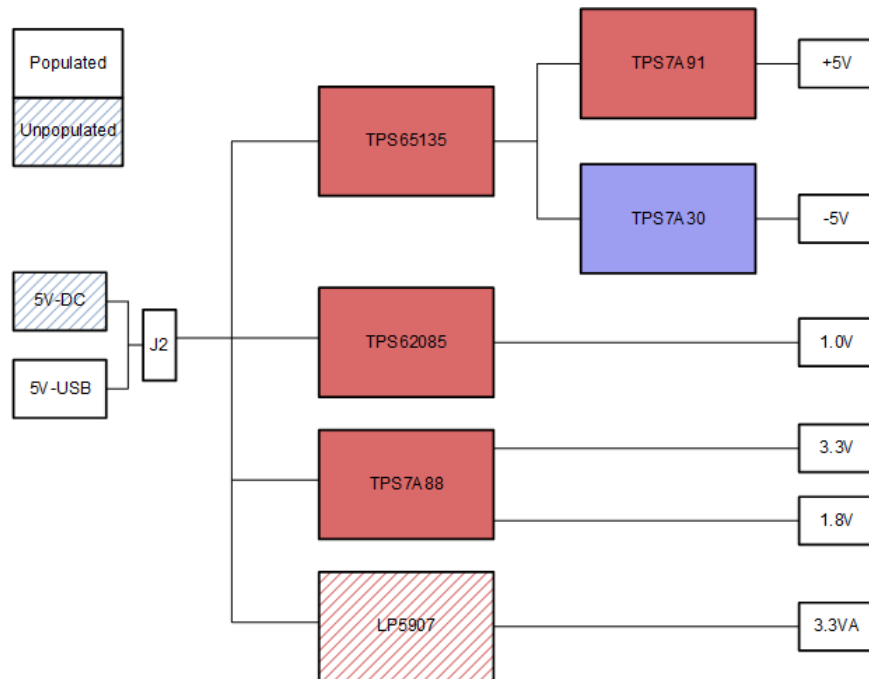 Populated
Unpopulated
TPS7A91
+5V
TPS65135
TPS7A30
-5V
5V-DC
J2
5V-USB
TPS62085
1.0V
TPS7A88
3.3V
1.8V
LP5907
3.3VA